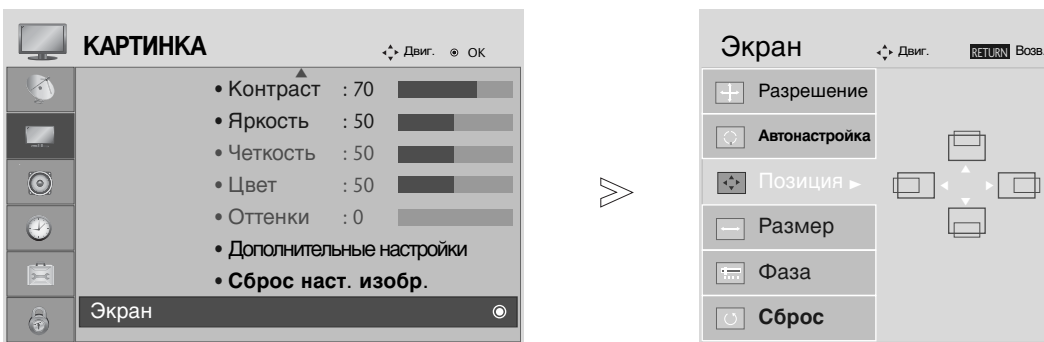 КАРТИНКА
Двиг. OK
• Контраст : 70
• Яркость : 50
• Четкость : 50
• Цвет : 50
• Оттенки : 0
• Дополнительные настройки
• Сброс наст. изобр.
Экран
Экран
Двиг. RETURN Возв.
Разрешение
Автонастройка
Позиция ►
Размер
Фаза
Сброс